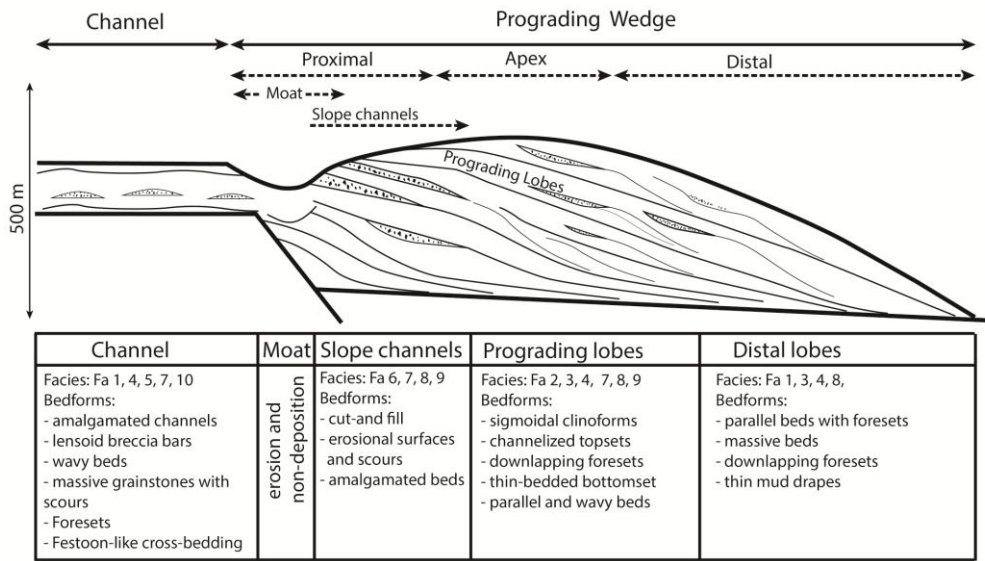 Channel
Prograding Wedge
Proximal
Apex
Distal
Moat
Slope channels
Prograding Lobes
500 m
Channel
Facies: Fa 1, 4, 5, 7, 10
Bedforms:
- amalgamated channels
- lensoid breccia bars
- wavy beds
- massive grainstones with
scours
- Foresets
- Festoon-like cross-bedding
Moat
erosion and
non-deposition
Slope channels
Facies: Fa 6, 7, 8, 9
Bedforms:
- cut-and fill
- erosional surfaces
and scours
- amalgamated beds
Prograding lobes
Facies: Fa 2, 3, 4, 7, 8, 9
Bedforms:
- sigmoidal clinoforms
- channelized topsets
- downlapping foresets
- thin-bedded bottomset
- parallel and wavy beds
Distal lobes
Facies: Fa 1, 3, 4, 8,
Bedforms:
- parallel beds with foresets
- massive beds
- downlapping foresets
- thin mud drapes